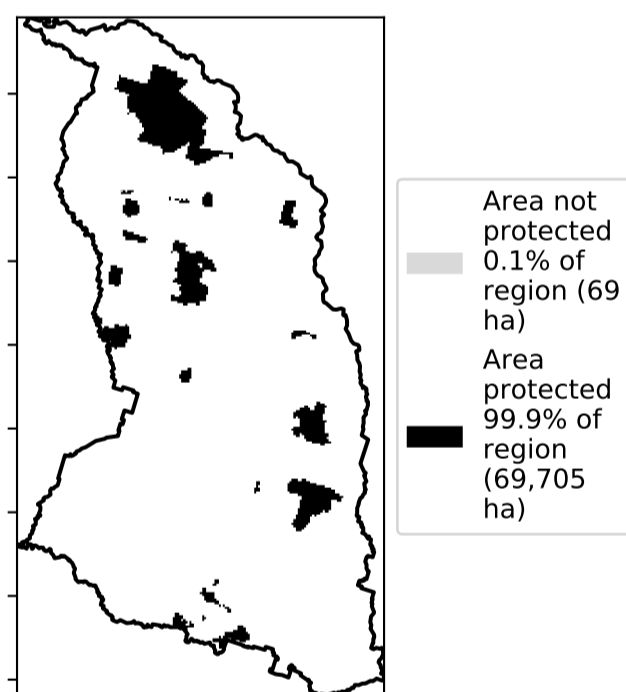 Area not
protected
0.1% of
region (69
ha)
Area
protected
99.9% of
region
(69,705
ha)